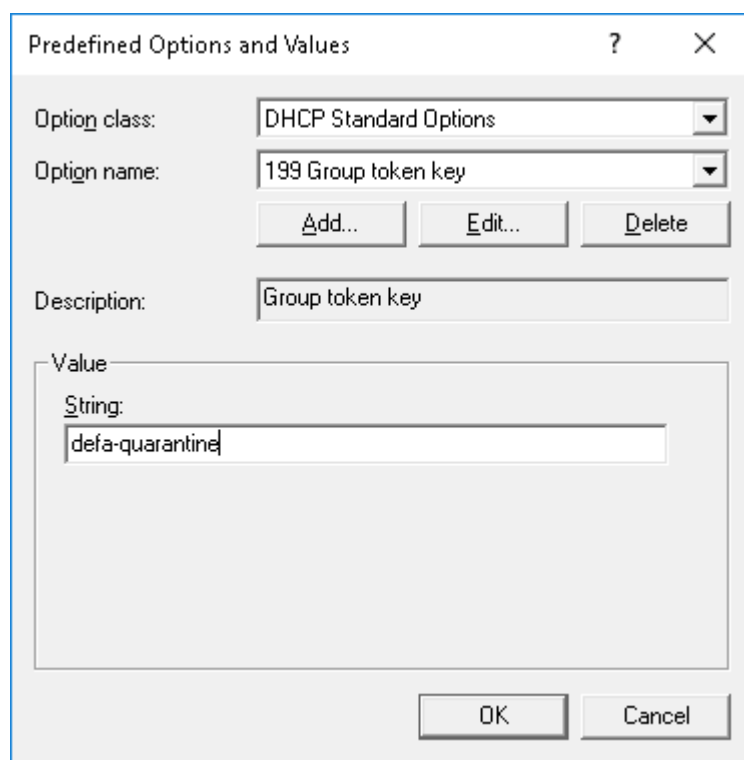 Predefined Options and Values ? ✕
Option class: DHCP Standard Options
Option name: 199 Group token key
Add... Edit... Delete
Description: Group token key
Value
String:
defa-quarantine
OK Cancel